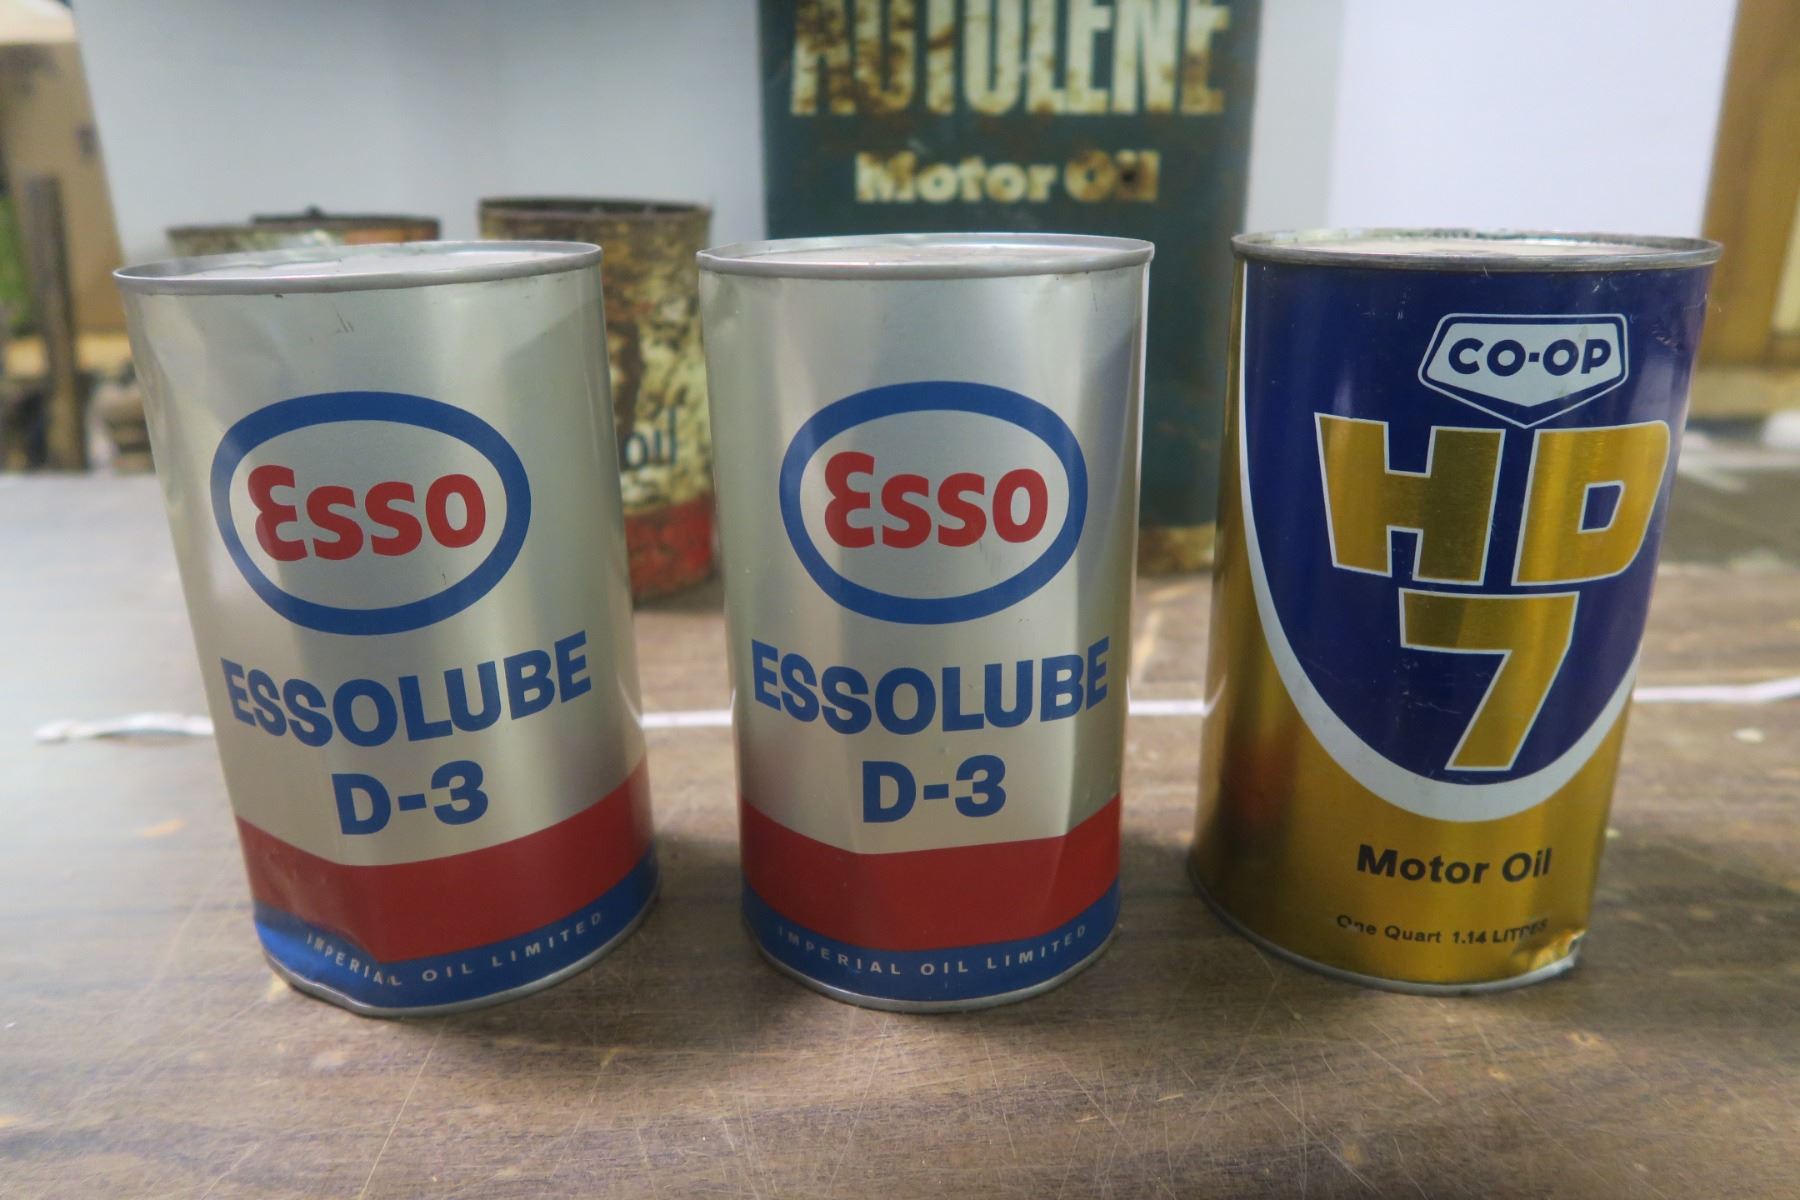 AUTOLENE
Motor Oil
oil
Esso
ESSOLUBE
D-3
IMPERIAL OIL LIMITED
Esso
ESSOLUBE
D-3
IMPERIAL OIL LIMITED
CO-OP
HD
7
Motor Oil
One Quart 1.14 LITRES